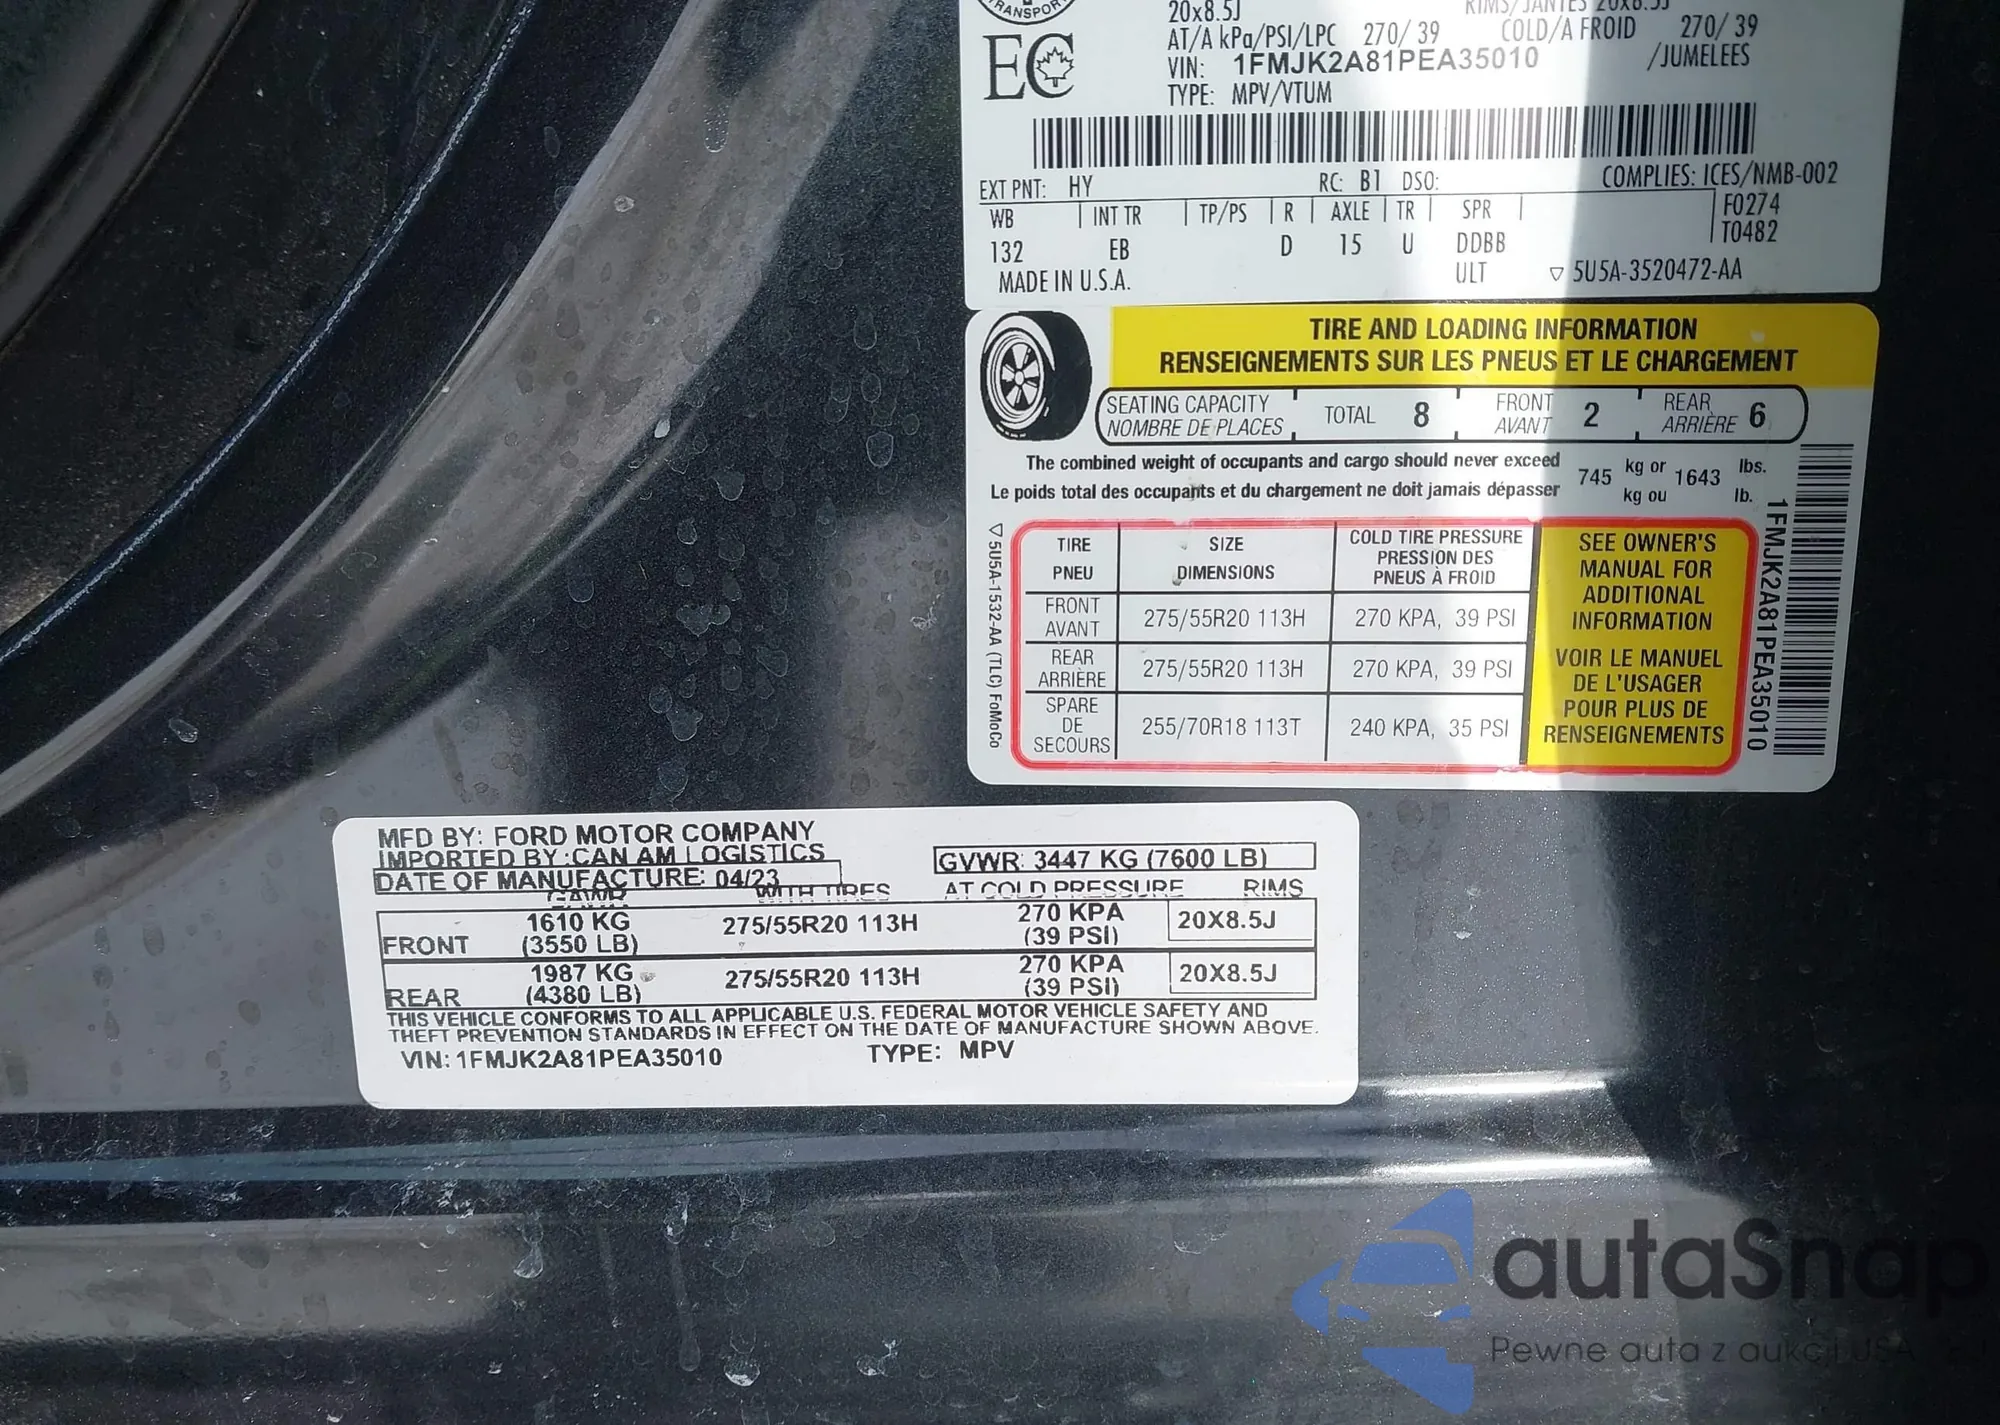 TRANSPORT
20x8.5J
RIMS/JANTES 20x8.5J
AT/A kPa/PSI/LPC 270/ 39 COLD/A FROID 270/ 39
EC
VIN: 1FMJK2A81PEA35010 /JUMELEES
TYPE: MPV/VTUM
EXT PNT: HY RC: B1 DSO: COMPLIES: ICES/NMB-002
WB INT TR TP/PS R AXLE TR SPR F0274
T0482
132 EB D 15 U DDBB
MADE IN U.S.A. ULT ▽ 5U5A-3520472-AA
TIRE AND LOADING INFORMATION
RENSEIGNEMENTS SUR LES PNEUS ET LE CHARGEMENT
SEATING CAPACITY
NOMBRE DE PLACES
TOTAL 8
FRONT
AVANT
2
REAR
ARRIÈRE
6
The combined weight of occupants and cargo should never exceed
Le poids total des occupants et du chargement ne doit jamais dépasser
745 kg or 1643 lbs.
kg ou lb.
TIRE
PNEU
SIZE
DIMENSIONS
COLD TIRE PRESSURE
PRESSION DES
PNEUS À FROID
FRONT
AVANT
275/55R20 113H 270 KPA, 39 PSI
REAR
ARRIÈRE
275/55R20 113H 270 KPA, 39 PSI
SPARE
DE
SECOURS
255/70R18 113T 240 KPA, 35 PSI
SEE OWNER'S
MANUAL FOR
ADDITIONAL
INFORMATION
VOIR LE MANUEL
DE L'USAGER
POUR PLUS DE
RENSEIGNEMENTS
▽5U5A-1532-AA (TLC) FoMoCo
1FMJK2A81PEA35010
MFD BY: FORD MOTOR COMPANY
IMPORTED BY :CAN AM LOGISTICS
DATE OF MANUFACTURE: 04/23
GVWR: 3447 KG (7600 LB)
GAWR WITH TIRES AT COLD PRESSURE RIMS
FRONT
1610 KG
(3550 LB)
275/55R20 113H
270 KPA
(39 PSI)
20X8.5J
REAR
1987 KG
(4380 LB)
275/55R20 113H
270 KPA
(39 PSI)
20X8.5J
THIS VEHICLE CONFORMS TO ALL APPLICABLE U.S. FEDERAL MOTOR VEHICLE SAFETY AND
THEFT PREVENTION STANDARDS IN EFFECT ON THE DATE OF MANUFACTURE SHOWN ABOVE.
VIN: 1FMJK2A81PEA35010 TYPE: MPV
autaSnap
Pewne auta z aukcji USA